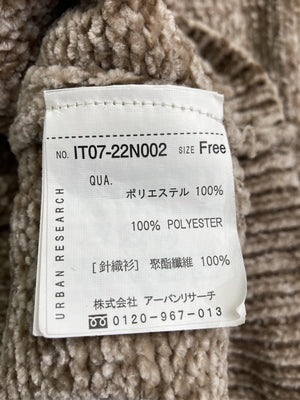 NO. IT07-22N002 SIZE Free
QUA.
ポリエステル 100%
100% POLYESTER
[針織衫] 聚酯纖維 100%
株式会社 アーバンリサーチ
0120-967-013
URBAN RESEARCH